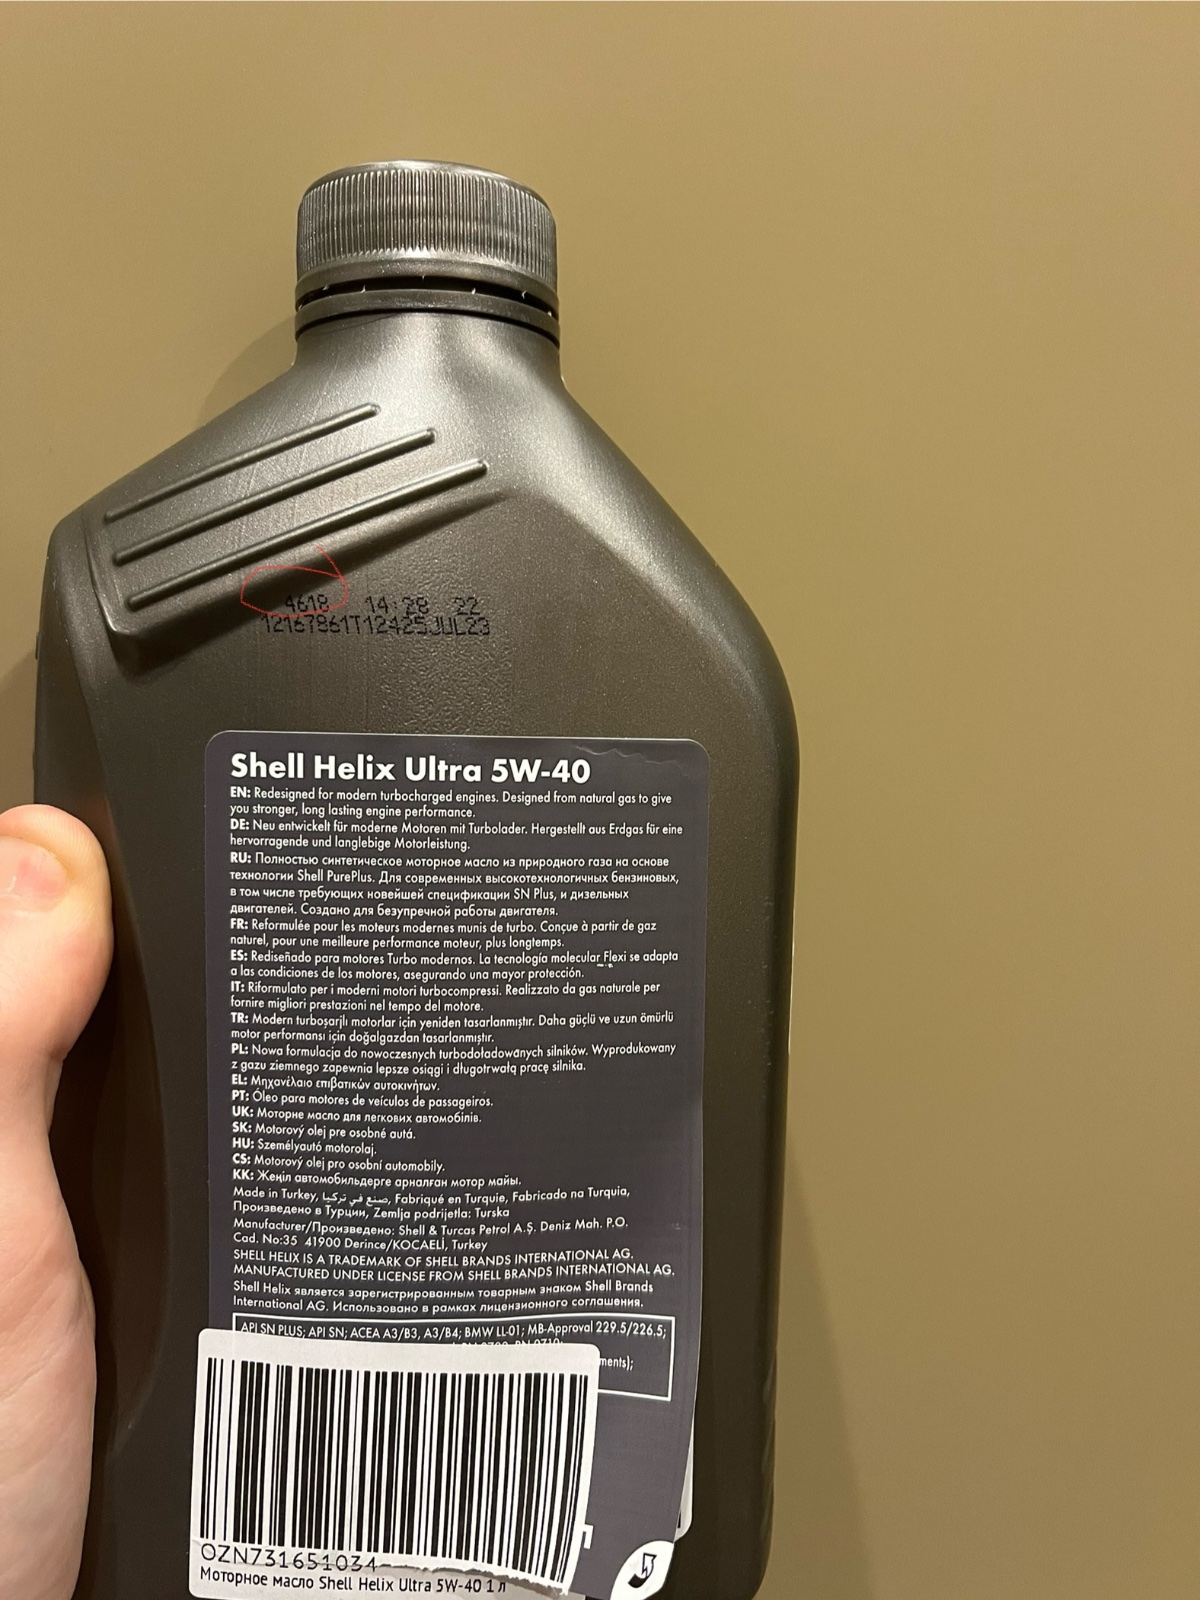 4618 14:28 22
12167861T12425JUL23
Shell Helix Ultra 5W-40
EN: Redesigned for modern turbocharged engines. Designed from natural gas to give
you stronger, long lasting engine performance.
DE: Neu entwickelt für moderne Motoren mit Turbolader. Hergestellt aus Erdgas für eine
hervorragende und langlebige Motorleistung.
RU: Полностью синтетическое моторное масло из природного газа на основе
технологии Shell PurePlus. Для современных высокотехнологичных бензиновых,
в том числе требующих новейшей спецификации SN Plus, и дизельных
двигателей. Создано для безупречной работы двигателя.
FR: Reformulée pour les moteurs modernes munis de turbo. Conçue à partir de gaz
naturel, pour une meilleure performance moteur, plus longtemps.
ES: Rediseñado para motores Turbo modernos. La tecnología molecular Flexi se adapta
a las condiciones de los motores, asegurando una mayor protección.
IT: Riformulato per i moderni motori turbocompressi. Realizzato da gas naturale per
fornire migliori prestazioni nel tempo del motore.
TR: Modern turboşarjlı motorlar için yeniden tasarlanmıştır. Daha güçlü ve uzun ömürlü
motor performansı için doğalgazdan tasarlanmıştır.
PL: Nowa formulacja do nowoczesnych turbodoładowanych silników. Wyprodukowany
z gazu ziemnego zapewnia lepsze osiągi i długotrwałą pracę silnika.
EL: Μηχανέλαιο επιβατικών αυτοκινήτων.
PT: Óleo para motores de veículos de passageiros.
UK: Моторне масло для легкових автомобілів.
SK: Motorový olej pre osobné autá.
HU: Személyautó motorolaj.
CS: Motorový olej pro osobní automobily.
KK: Жеңіл автомобильдерге арналған мотор майы.
Made in Turkey, صنع في تركيا, Fabriqué en Turquie, Fabricado na Turquia,
Произведено в Турции, Zemlja podrijetla: Turska
Manufacturer/Произведено: Shell & Turcas Petrol A.Ş. Deniz Mah. P.O.
Cad. No:35 41900 Derince/KOCAELİ, Turkey
SHELL HELIX IS A TRADEMARK OF SHELL BRANDS INTERNATIONAL AG.
MANUFACTURED UNDER LICENSE FROM SHELL BRANDS INTERNATIONAL AG.
Shell Helix является зарегистрированным товарным знаком Shell Brands
International AG. Использовано в рамках лицензионного соглашения.
API SN PLUS; API SN; ACEA A3/B3, A3/B4; BMW LL-01; MB-Approval 229.5/226.5;
ments);
OZN731651034
Моторное масло Shell Helix Ultra 5W-40 1 л